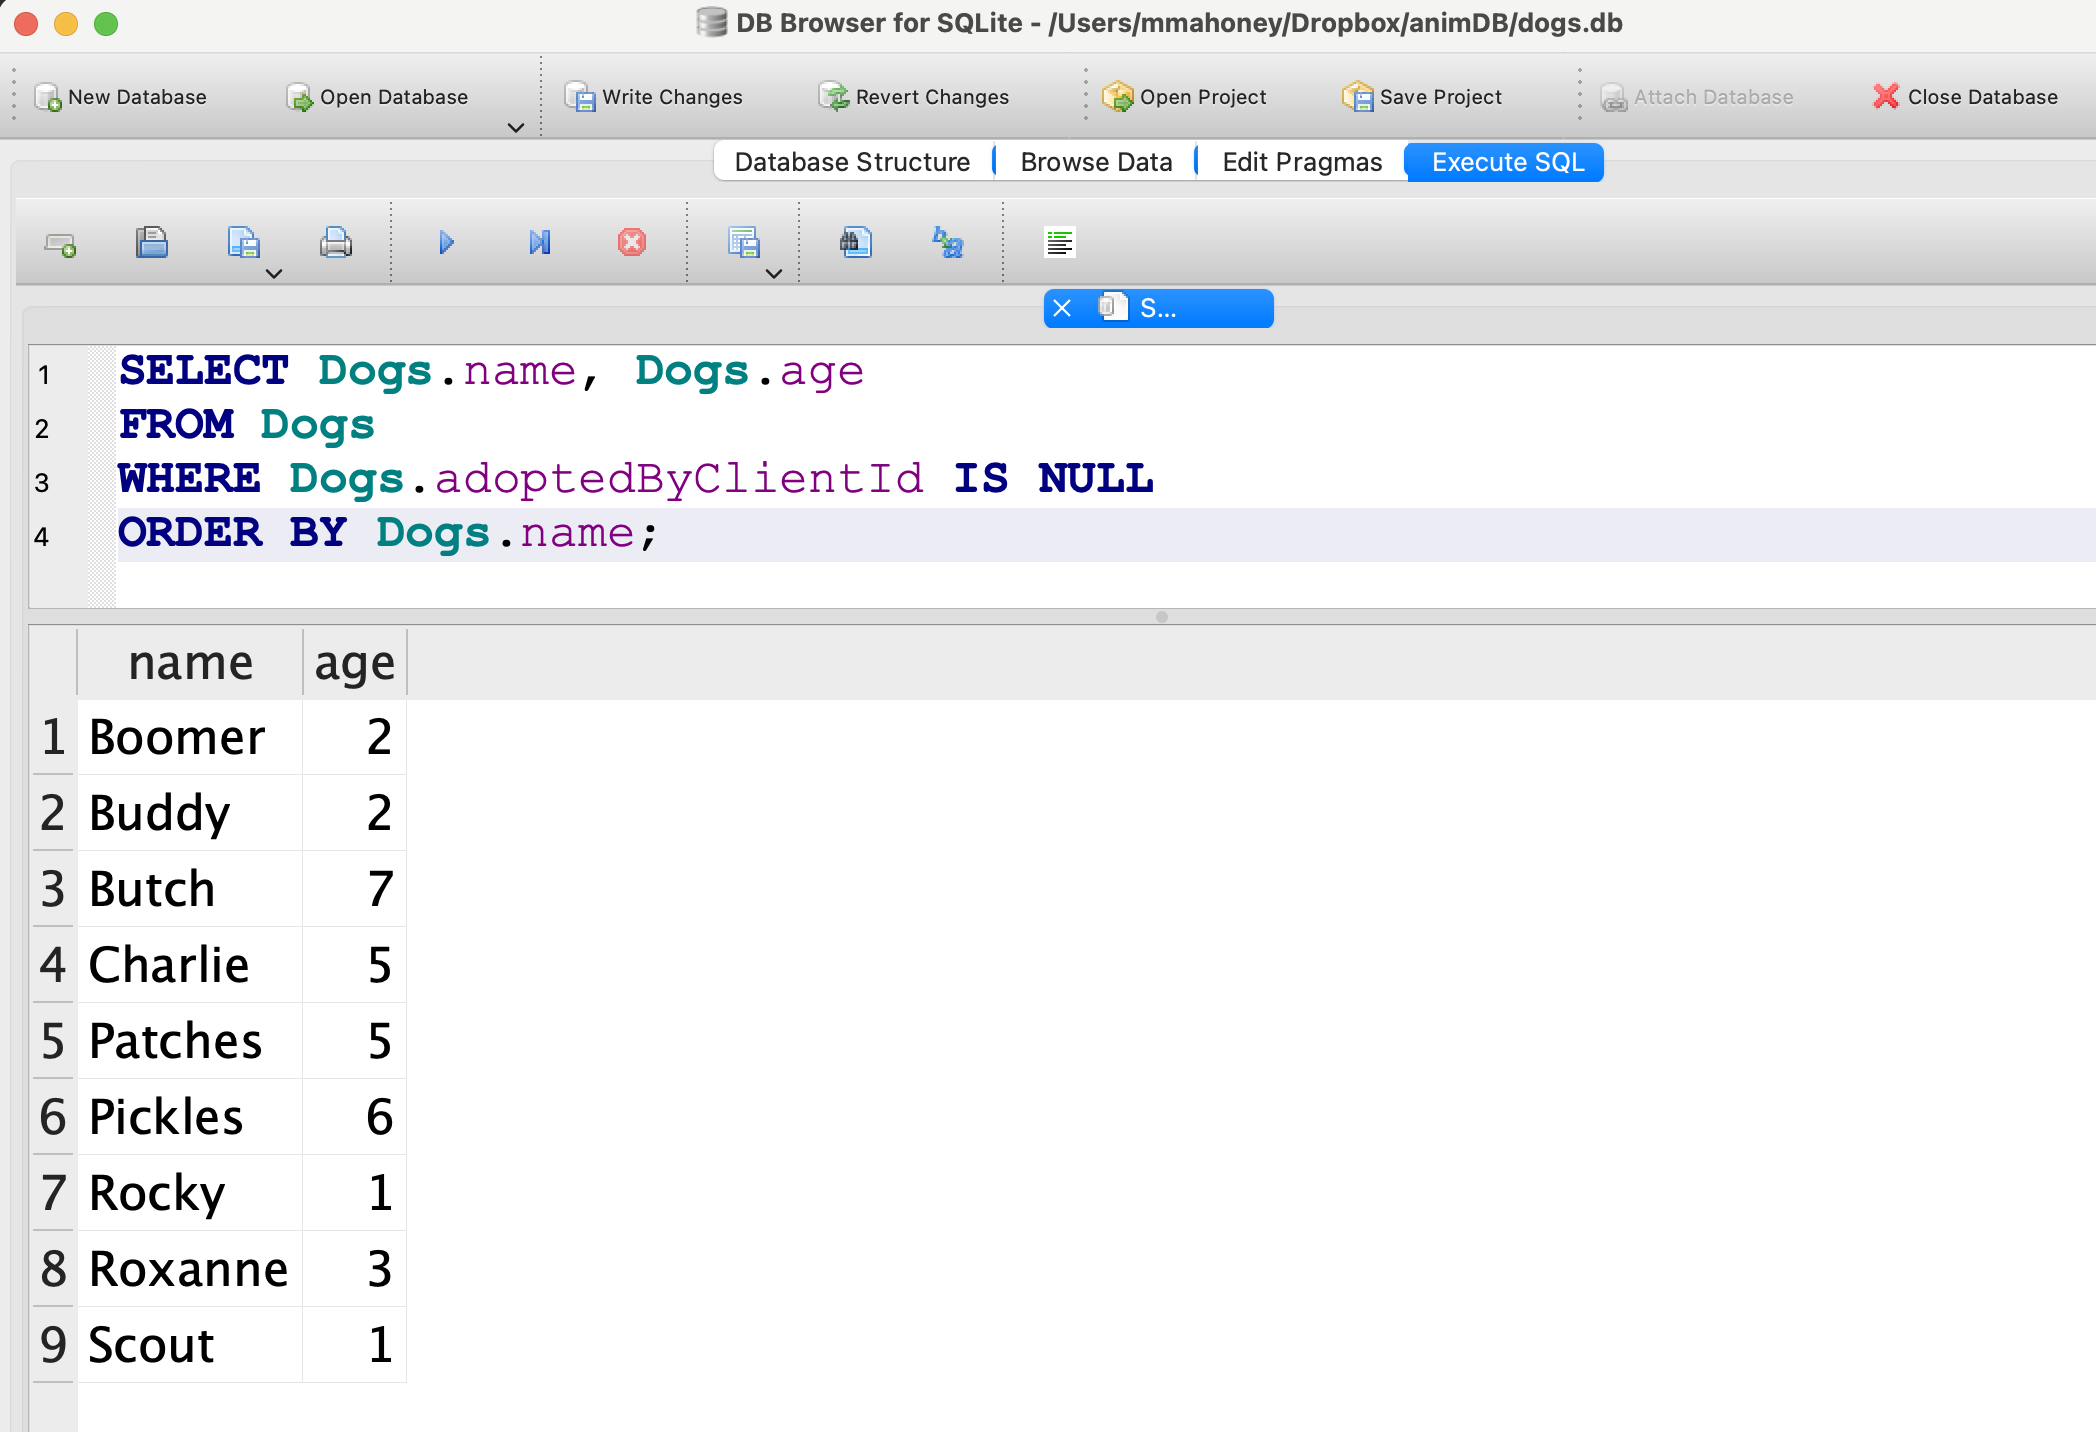 DB Browser for SQLite - /Users/mmahoney/Dropbox/animDB/dogs.db
New Database Open Database Write Changes Revert Changes Open Project Save Project Attach Database Close Database
Database Structure Browse Data Edit Pragmas Execute SQL
S...
1 SELECT Dogs.name, Dogs.age
2 FROM Dogs
3 WHERE Dogs.adoptedByClientId IS NULL
4 ORDER BY Dogs.name;
name age
1 Boomer 2
2 Buddy 2
3 Butch 7
4 Charlie 5
5 Patches 5
6 Pickles 6
7 Rocky 1
8 Roxanne 3
9 Scout 1